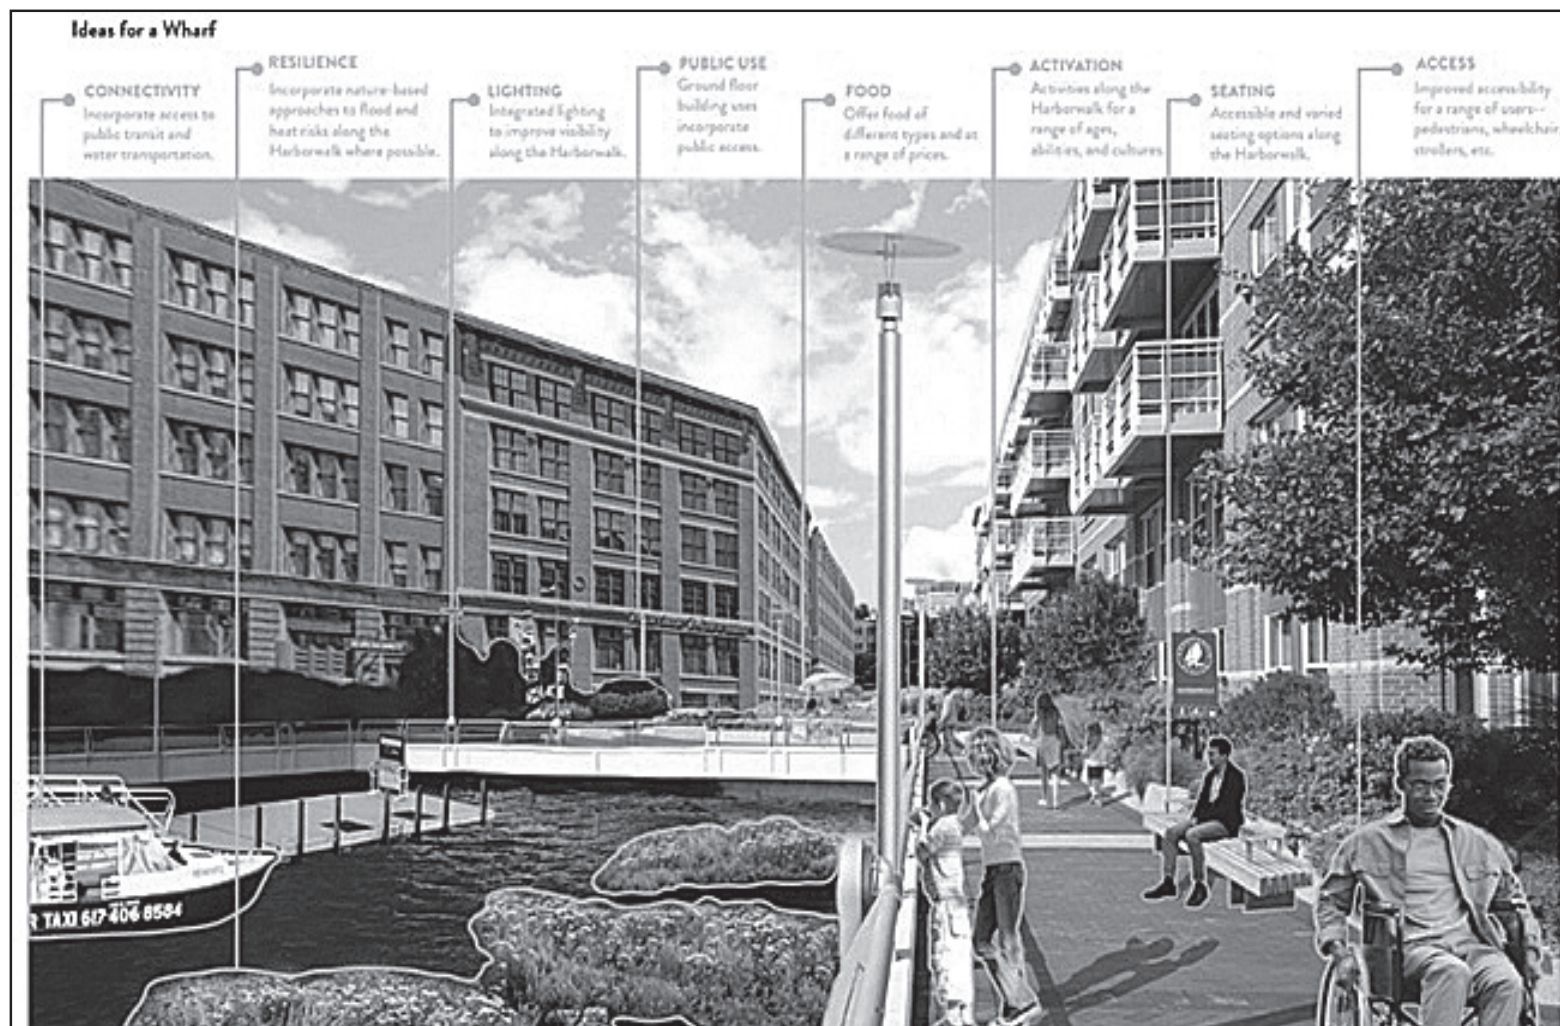 Ideas for a Wharf
CONNECTIVITY
Incorporate access to
public transit and
water transportation.
RESILIENCE
Incorporate nature-based
approaches to flood and
heat risks along the
Harborwalk where possible.
LIGHTING
Integrated lighting
to improve visibility
along the Harborwalk.
PUBLIC USE
Ground floor
building uses
incorporate
public access.
FOOD
Offer food of
different types and at
a range of prices.
ACTIVATION
Activities along the
Harborwalk for a
range of ages,
abilities, and cultures
SEATING
Accessible and varied
seating options along
the Harborwalk.
ACCESS
Improved accessibility
for a range of users--
pedestrians, wheelchair
strollers, etc.
R TAXI 617-406 8584